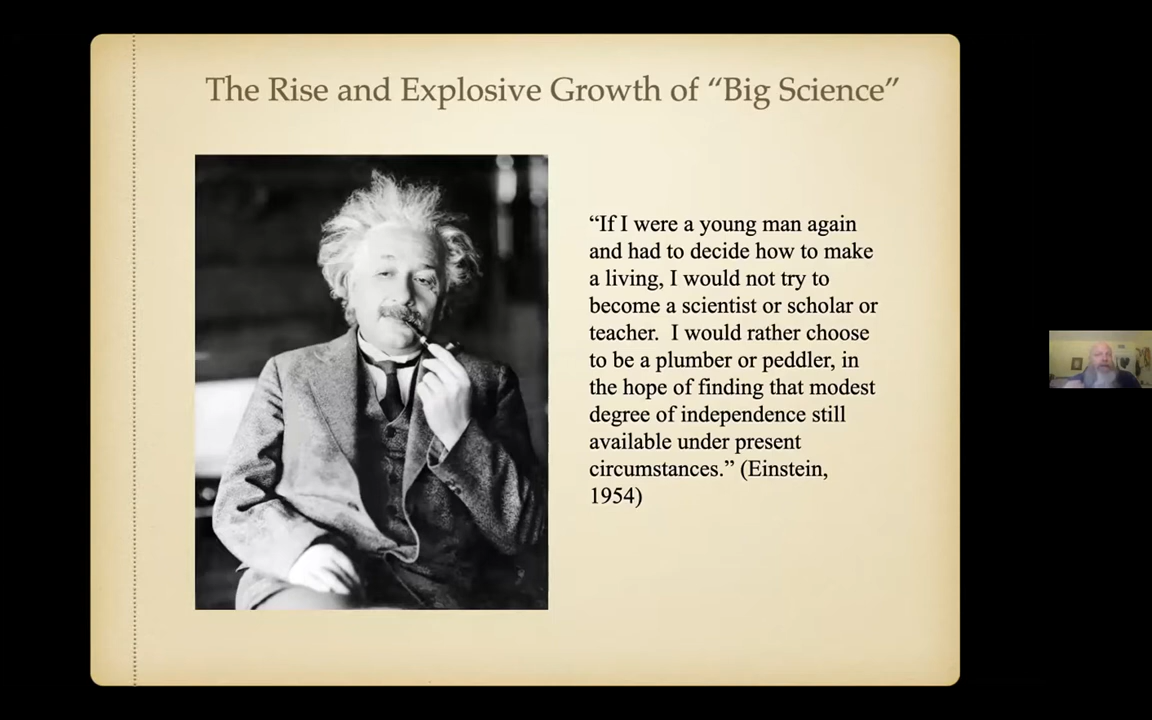 The Rise and Explosive Growth of “Big Science”
“If I were a young man again
and had to decide how to make
a living, I would not try to
become a scientist or scholar or
teacher.  I would rather choose
to be a plumber or peddler, in
the hope of finding that modest
degree of independence still
available under present
circumstances.” (Einstein,
1954)